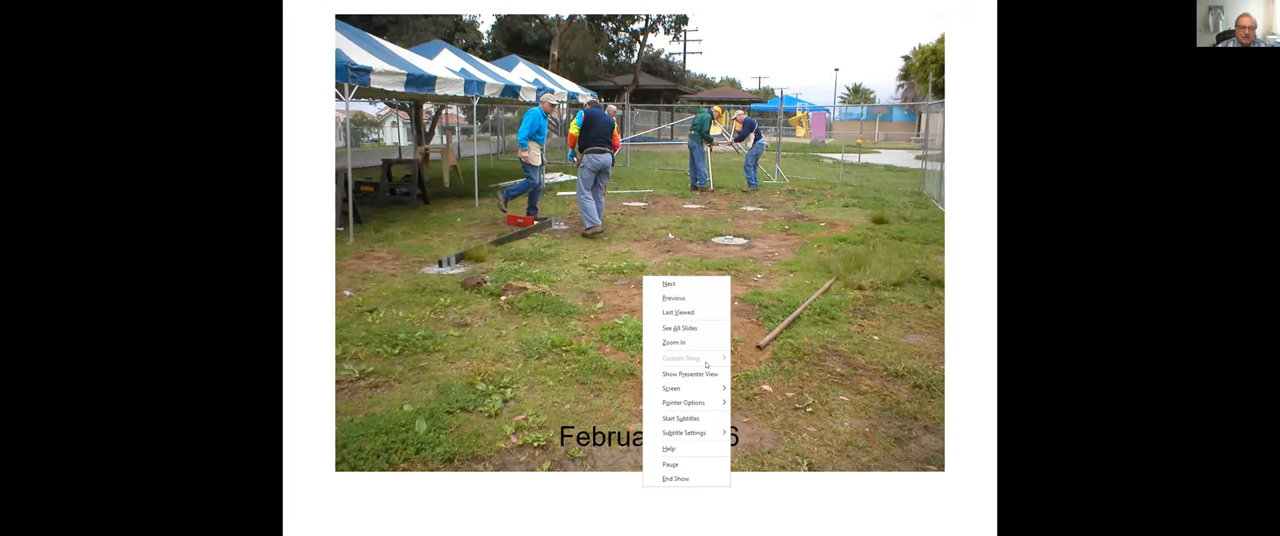 Next
Previous
Last Viewed
See All Slides
Zoom In
Custom Show
Show Presenter View
Screen
Pointer Options
Start Subtitles
Subtitle Settings
Help
Pause
End Show